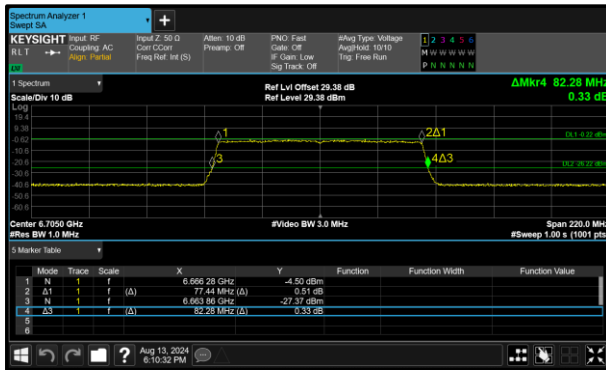 Spectrum Analyzer 1
Swept SA
KEYSIGHT Input: RF Input Z: 50 Ω Atten: 10 dB PNO: Fast #Avg Type: Voltage 1 2 3 4 5 6
RLT Coupling: AC Corr CCorr Preamp: Off Gate: Off Avg|Hold: 10/10 M W W W W W
Align: Partial Freq Ref: Int (S) IF Gain: Low Trig: Free Run
Sig Track: Off P N N N N N
1 Spectrum Ref Lvl Offset 29.38 dB ΔMkr4 82.28 MHz
Scale/Div 10 dB Ref Level 29.38 dBm 0.33 dB
Log
19.4
9.38
-0.62 1 2Δ1 DL1 -0.22 dBm
-10.6
-20.6 3 4Δ3 DL2 -26.22 dBm
-30.6
-40.6
-50.6
-60.6
Center 6.7050 GHz #Video BW 3.0 MHz Span 220.0 MHz
#Res BW 1.0 MHz #Sweep 1.00 s (1001 pts)
5 Marker Table
Mode Trace Scale X Y Function Function Width Function Value
1 N 1 f 6.666 28 GHz -4.50 dBm
2 Δ1 1 f (Δ) 77.44 MHz (Δ) 0.51 dB
3 N 1 f 6.663 86 GHz -27.37 dBm
4 Δ3 1 f (Δ) 82.28 MHz (Δ) 0.33 dB
5
6
? Aug 13, 2024
6:10:32 PM